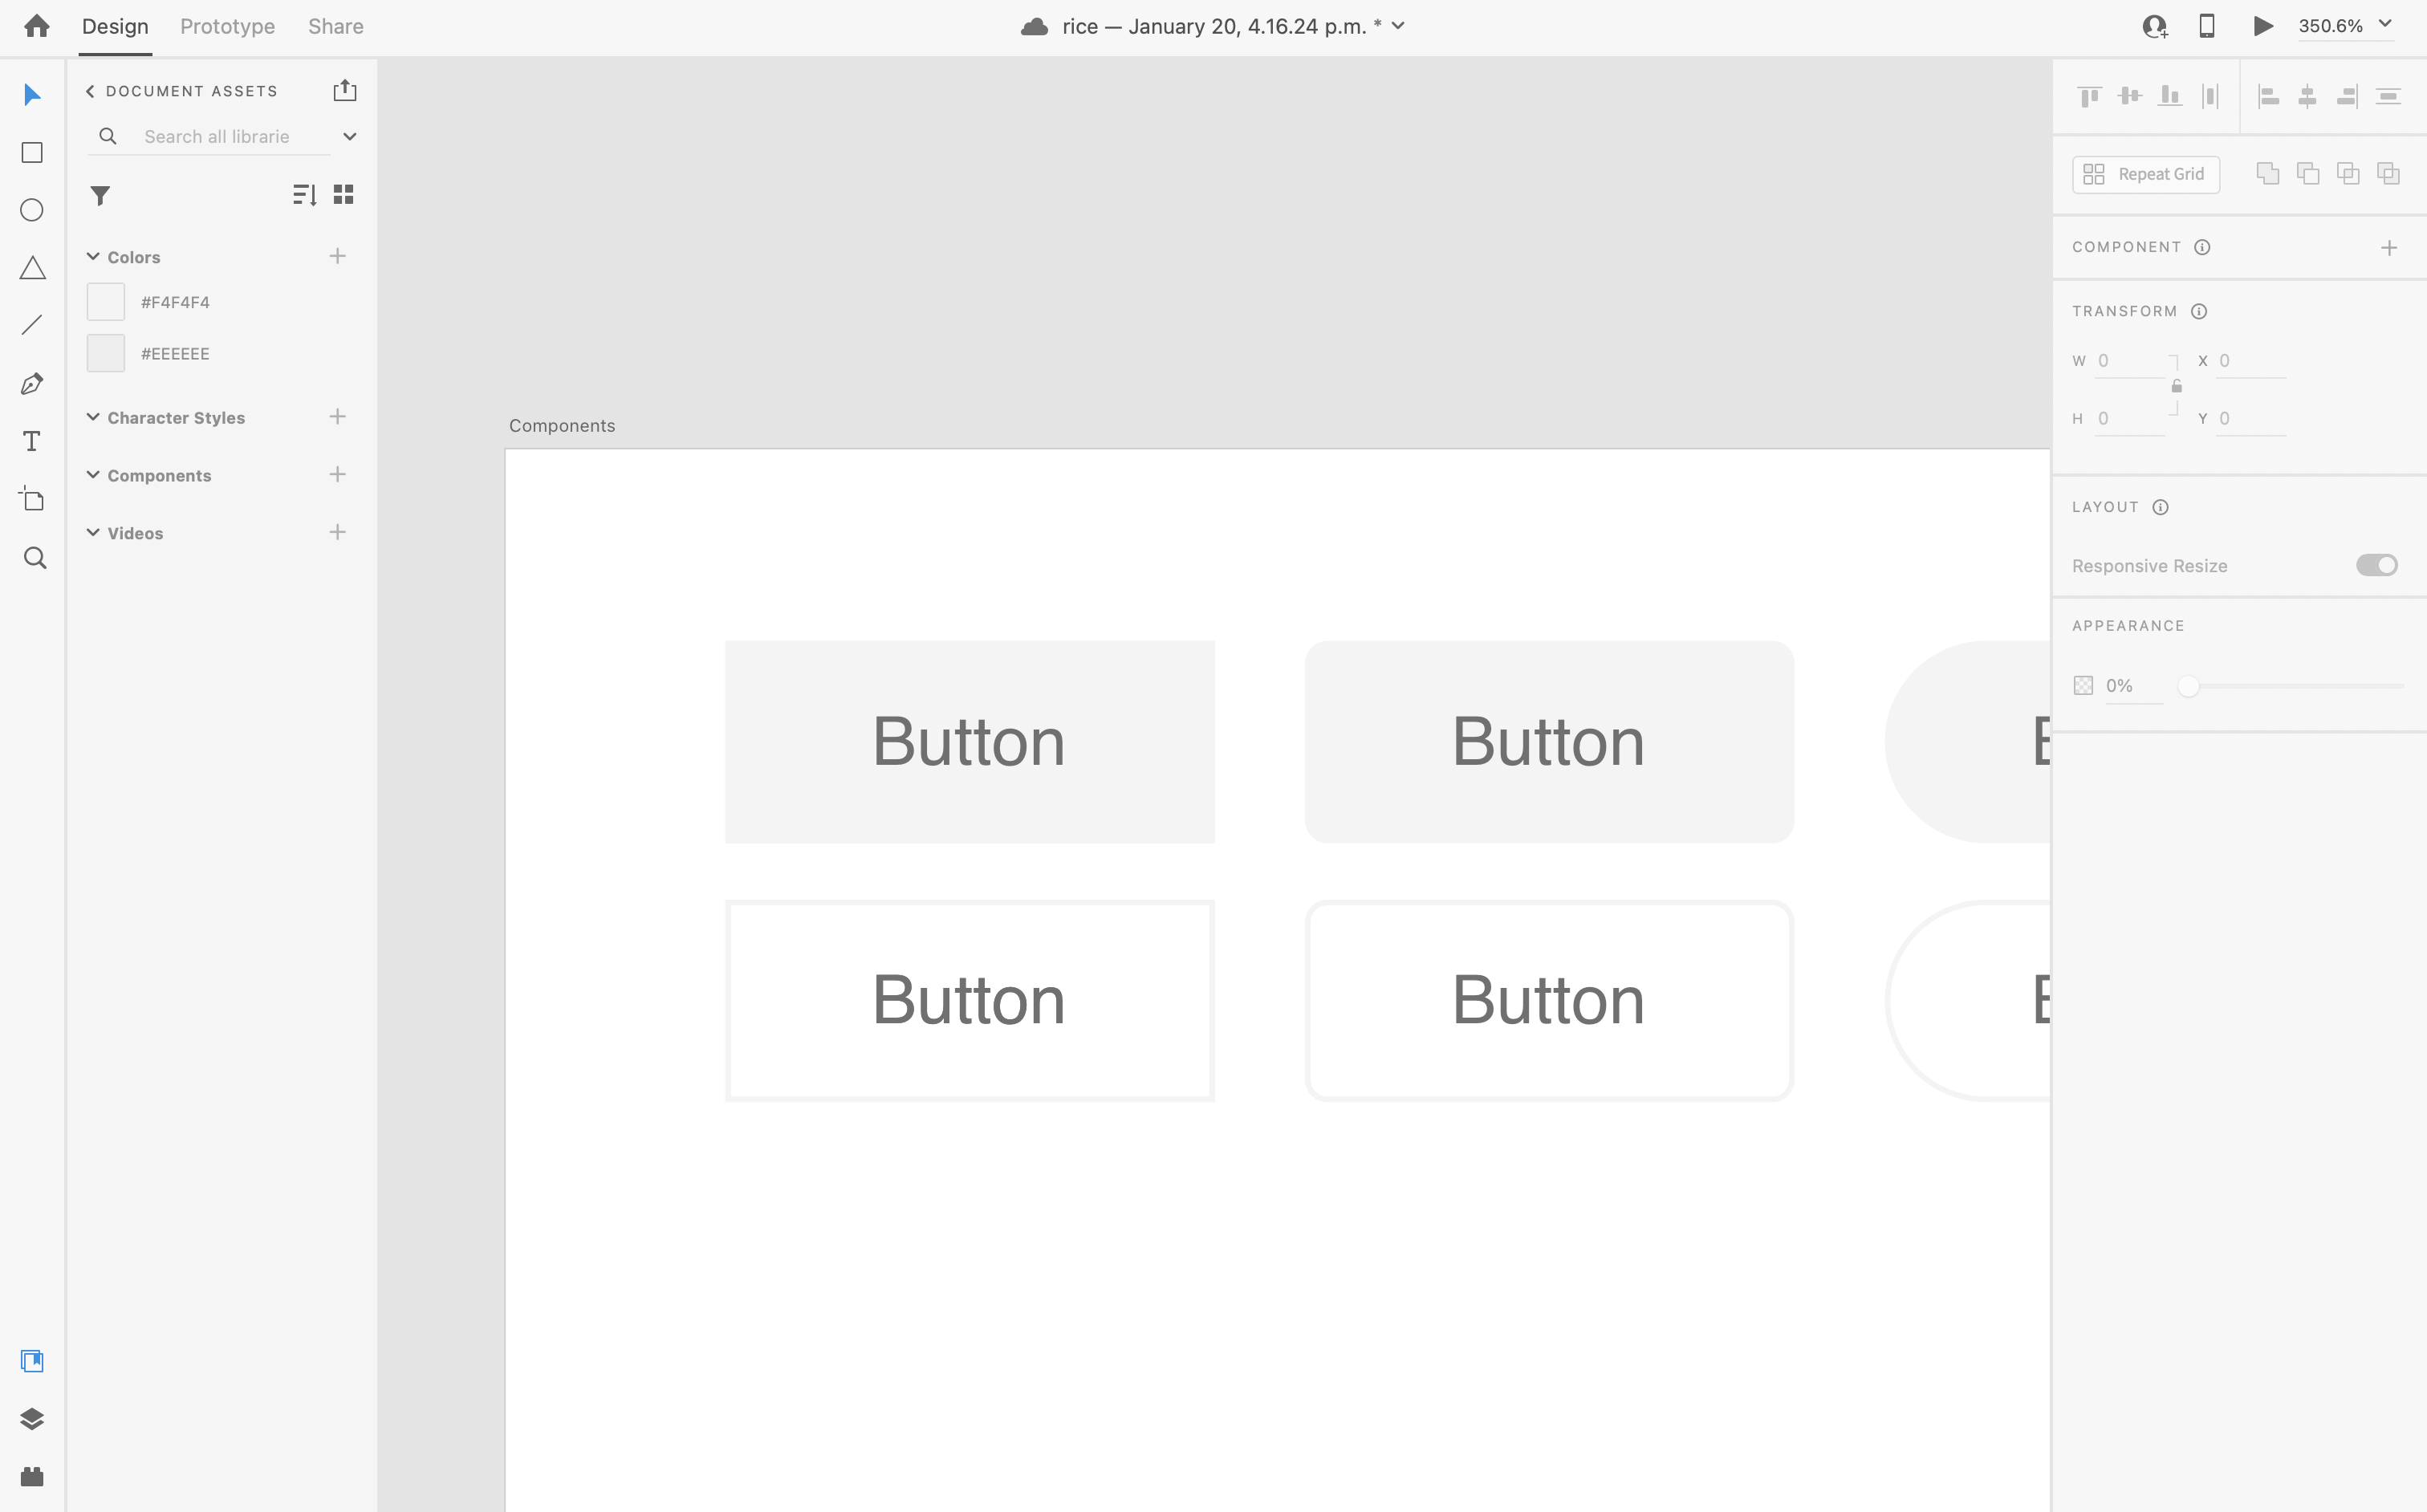 Design Prototype Share
rice — January 20, 4.16.24 p.m. *
350.6%
DOCUMENT ASSETS
Search all librarie
Colors
#F4F4F4
#EEEEEE
Character Styles
Components
Videos
Components
Button Button
Button Button
Repeat Grid
COMPONENT
TRANSFORM
W 0 X 0
H 0 Y 0
LAYOUT
Responsive Resize
APPEARANCE
0%